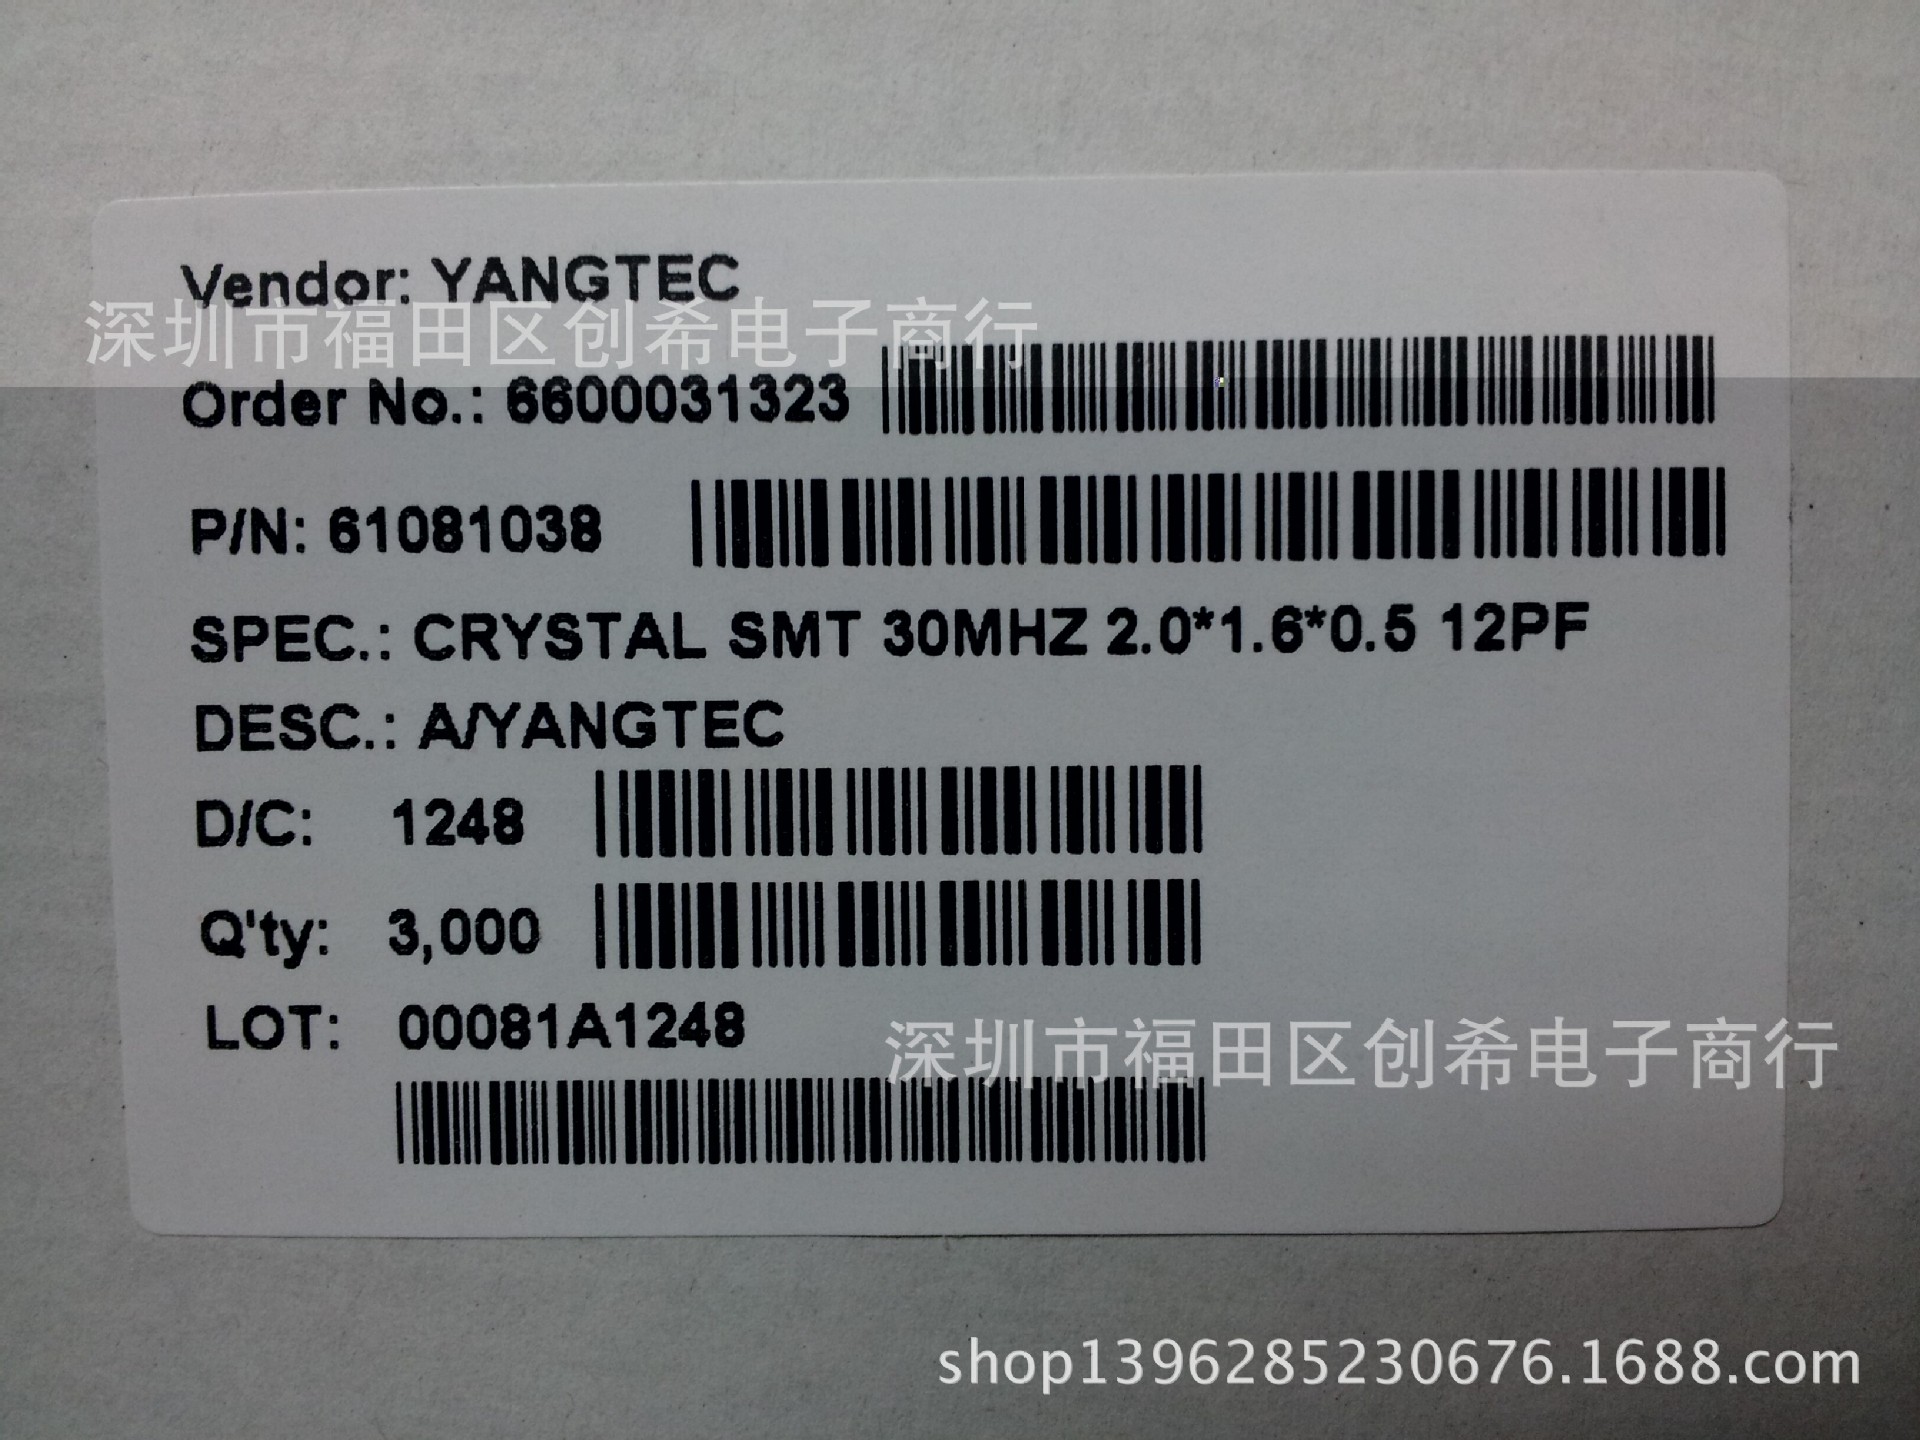 Vendor: YANGTEC
深圳市福田区创希电子商行
Order No.: 6600031323
P/N: 61081038
SPEC.: CRYSTAL SMT 30MHZ 2.0*1.6*0.5 12PF
DESC.: A/YANGTEC
D/C: 1248
Q'ty: 3,000
LOT: 00081A1248
深圳市福田区创希电子商行
shop1396285230676.1688.com